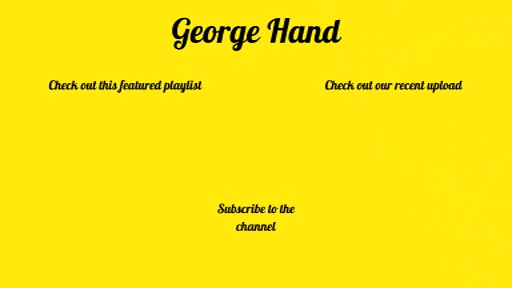 George Hand
Check out this featured playlist
Check out our recent upload
Subscribe to the
channel